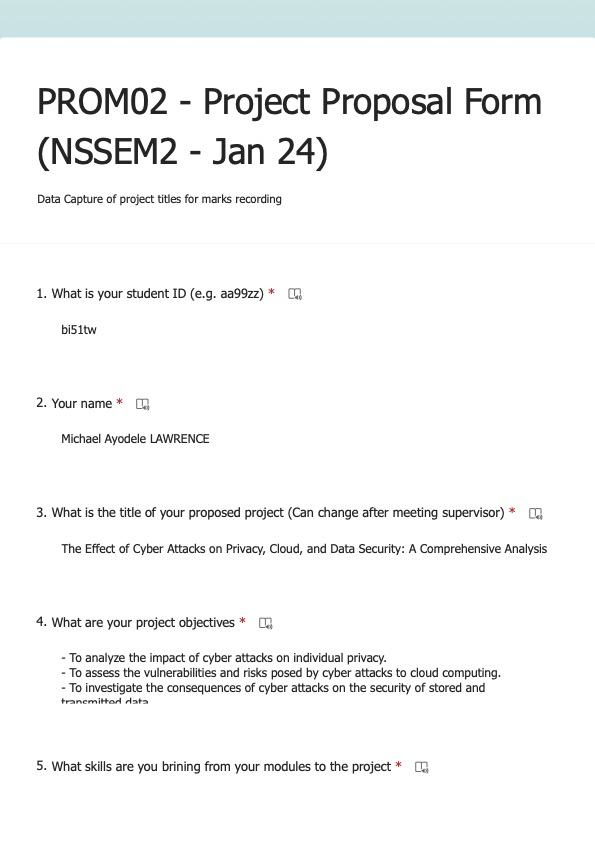 PROM02 - Project Proposal Form
(NSSEM2 - Jan 24)
Data Capture of project titles for marks recording
1. What is your student ID (e.g. aa99zz) *
bi51tw
2. Your name *
Michael Ayodele LAWRENCE
3. What is the title of your proposed project (Can change after meeting supervisor) *
The Effect of Cyber Attacks on Privacy, Cloud, and Data Security: A Comprehensive Analysis
4. What are your project objectives *
- To analyze the impact of cyber attacks on individual privacy.
- To assess the vulnerabilities and risks posed by cyber attacks to cloud computing.
- To investigate the consequences of cyber attacks on the security of stored and
transmitted data
5. What skills are you brining from your modules to the project *